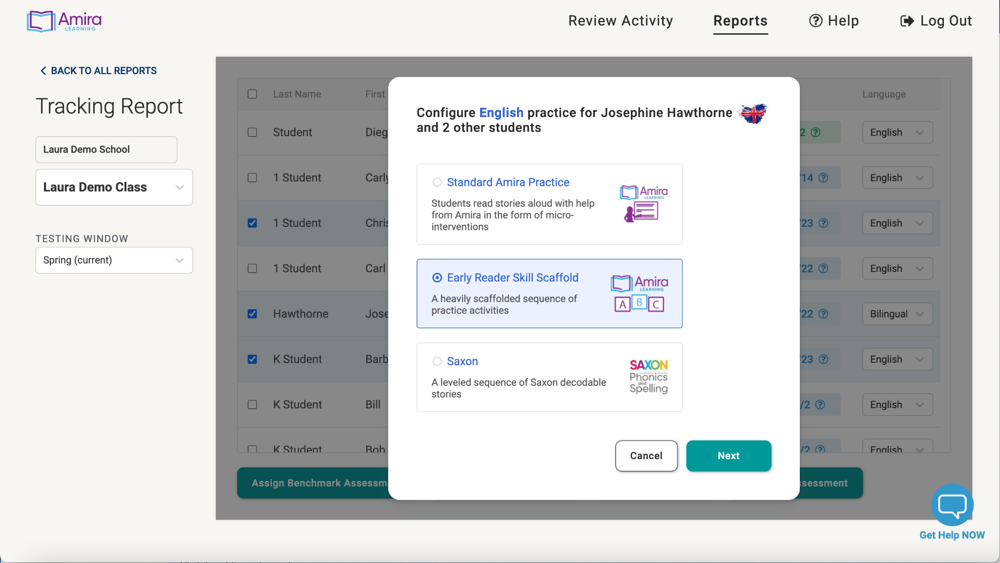 Amira
LEARNING
Review Activity
Reports
Help
Log Out
BACK TO ALL REPORTS
Tracking Report
Laura Demo School
Laura Demo Class
TESTING WINDOW
Spring (current)
Last Name First Language
Student Dieg 2 English
1 Student Carly /14 English
1 Student Chris /23 English
1 Student Carl /22 English
Hawthorne Jose /22 Bilingual
K Student Barb /23 English
K Student Bill /2 English
K Student Bob /2 English
Configure English practice for Josephine Hawthorne
and 2 other students
Standard Amira Practice
Students read stories aloud with help
from Amira in the form of micro-
interventions
Amira
LEARNING
Early Reader Skill Scaffold
A heavily scaffolded sequence of
practice activities
Amira
LEARNING
A B C
Saxon
A leveled sequence of Saxon decodable
stories
SAXON
Phonics
and
Spelling
Cancel
Next
Assign Benchmark Assessm
ssessment
Get Help NOW